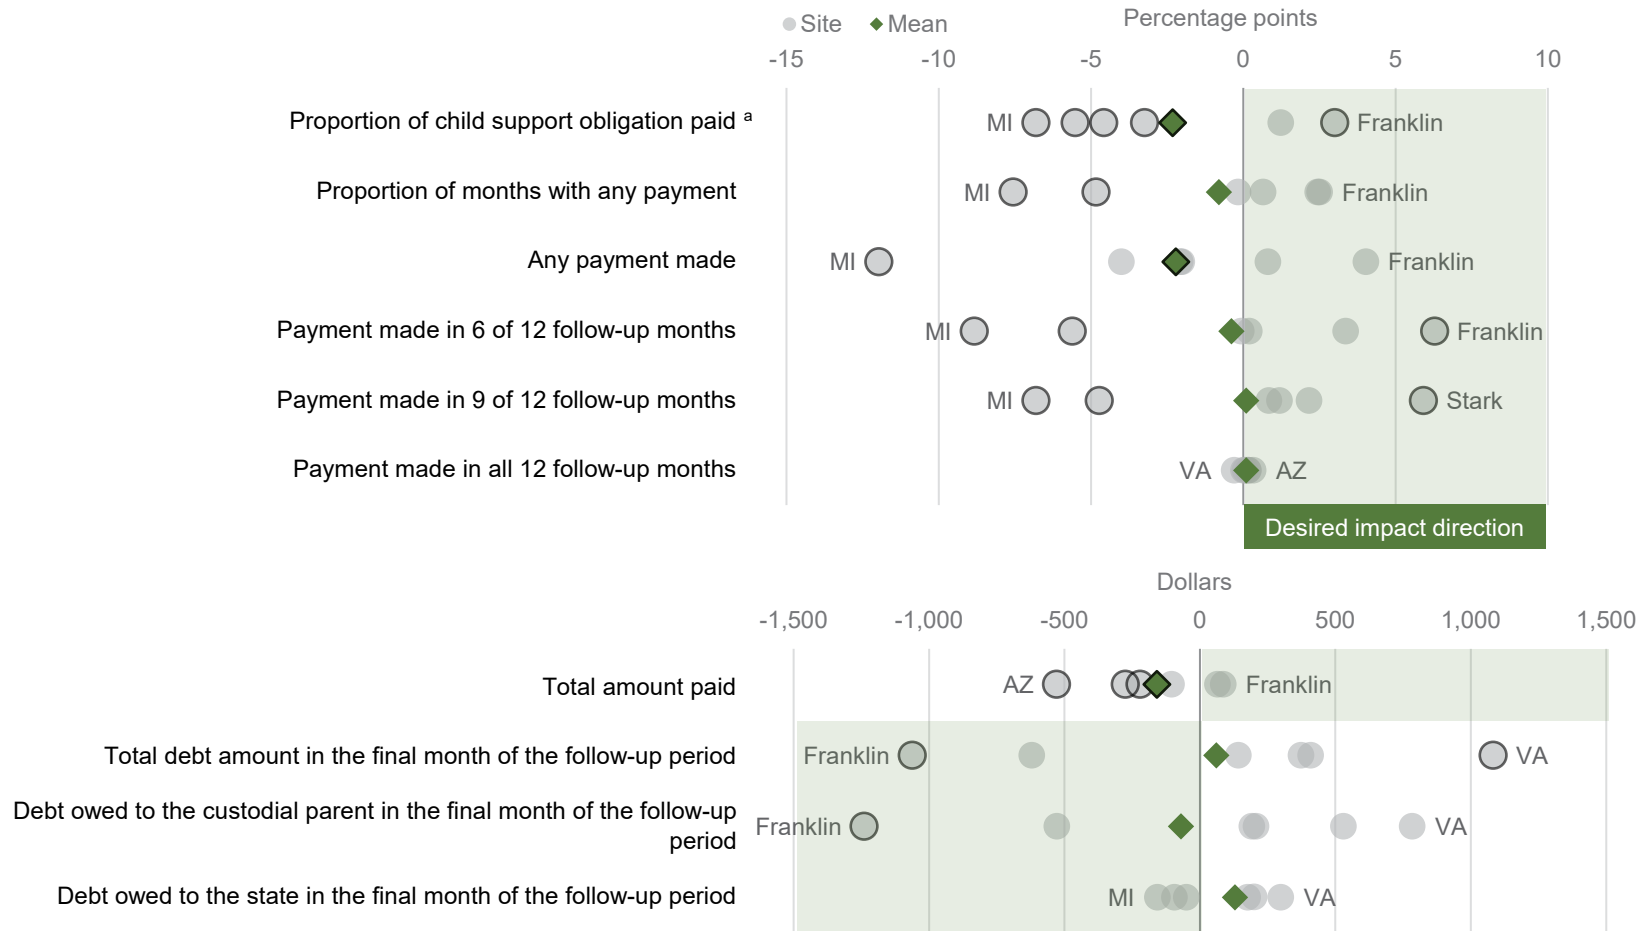 Site Mean Percentage points
-15 -10 -5 0 5 10
Proportion of child support obligation paid ᵃ MI Franklin
Proportion of months with any payment MI Franklin
Any payment made MI Franklin
Payment made in 6 of 12 follow-up months MI Franklin
Payment made in 9 of 12 follow-up months MI Stark
Payment made in all 12 follow-up months VA AZ
Desired impact direction
Dollars
-1,500 -1,000 -500 0 500 1,000 1,500
Total amount paid AZ Franklin
Total debt amount in the final month of the follow-up period Franklin VA
Debt owed to the custodial parent in the final month of the follow-up
period Franklin VA
Debt owed to the state in the final month of the follow-up period MI VA